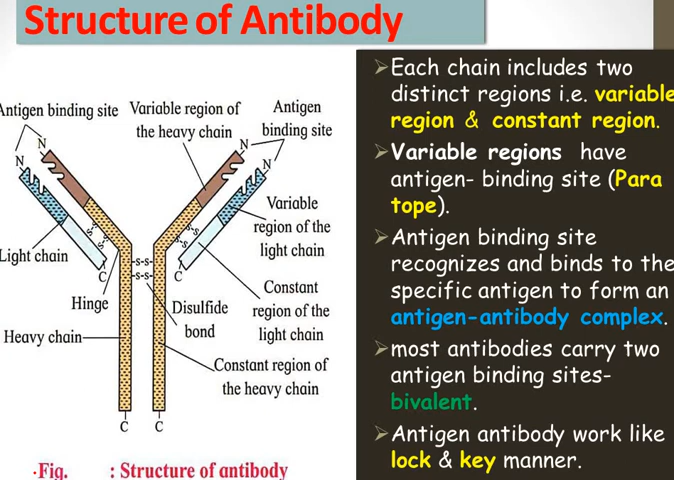 Structure of Antibody
Antigen binding site
Variable region of
the heavy chain
Antigen
binding site
N
N
N
N
Variable
region of the
light chain
Light chain
S
S
S
S
-S-S-
-S-S-
C
C
Hinge
Disulfide
bond
Constant
region of the
light chain
Heavy chain
Constant region of
the heavy chain
C
C
·Fig. : Structure of antibody
➢Each chain includes two
distinct regions i.e. variable
region & constant region.
➢Variable regions have
antigen- binding site (Para
tope).
➢Antigen binding site
recognizes and binds to the
specific antigen to form an
antigen-antibody complex.
➢most antibodies carry two
antigen binding sites-
bivalent.
➢Antigen antibody work like
lock & key manner.